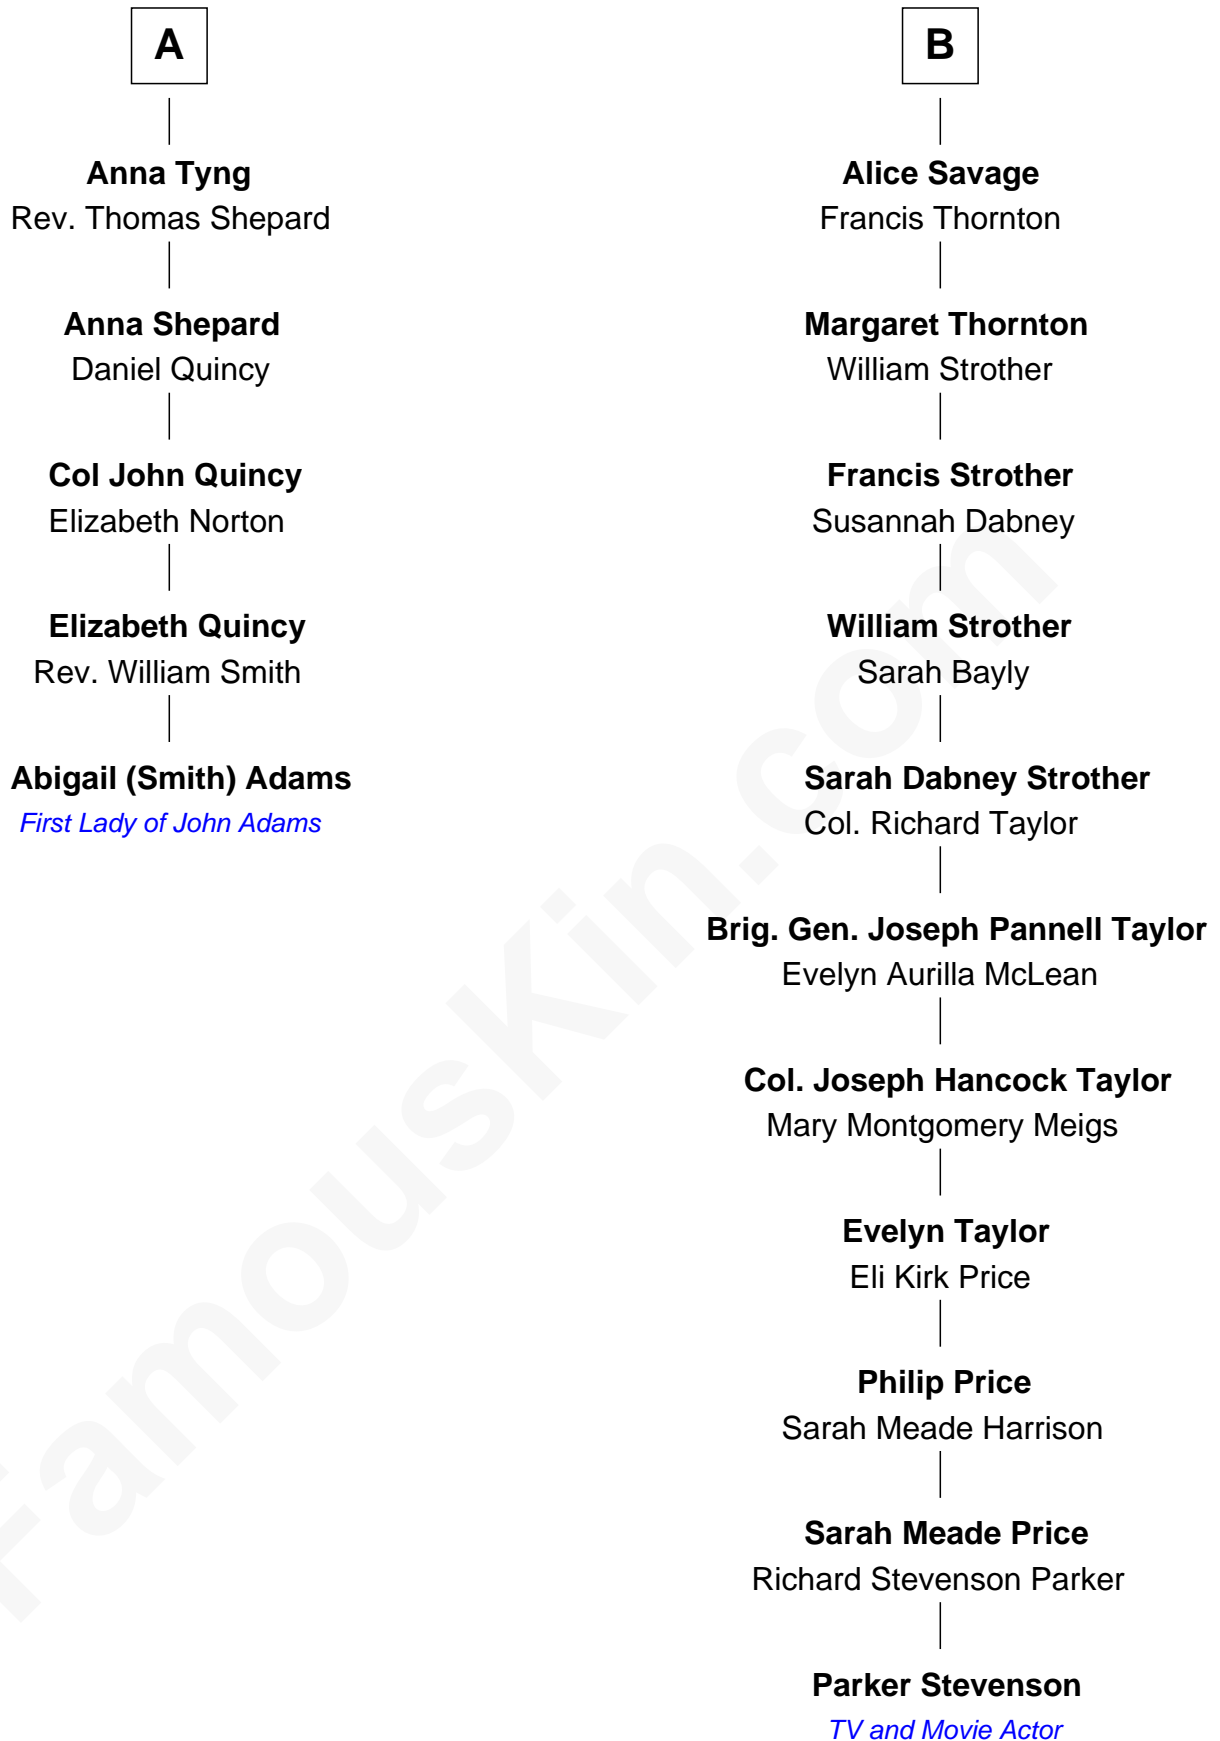 A
Anna Tyng
Rev. Thomas Shepard
Anna Shepard
Daniel Quincy
Col John Quincy
Elizabeth Norton
Elizabeth Quincy
Rev. William Smith
Abigail (Smith) Adams
First Lady of John Adams
B
Alice Savage
Francis Thornton
Margaret Thornton
William Strother
Francis Strother
Susannah Dabney
William Strother
Sarah Bayly
Sarah Dabney Strother
Col. Richard Taylor
Brig. Gen. Joseph Pannell Taylor
Evelyn Aurilla McLean
Col. Joseph Hancock Taylor
Mary Montgomery Meigs
Evelyn Taylor
Eli Kirk Price
Philip Price
Sarah Meade Harrison
Sarah Meade Price
Richard Stevenson Parker
Parker Stevenson
TV and Movie Actor
FamousKin.com